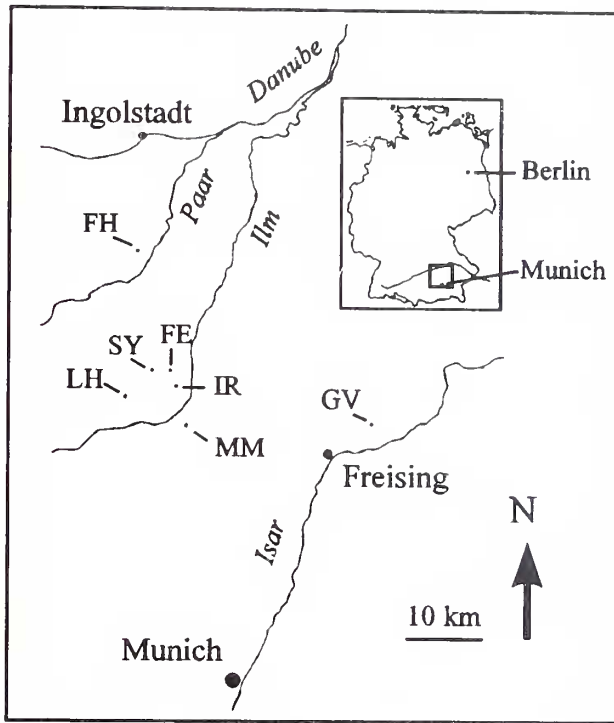 Danube
Ingolstadt
Paar
Ilm
FH
Berlin
Munich
SY
FE
LH
IR
MM
GV
Freising
Isar
N
10 km
Munich